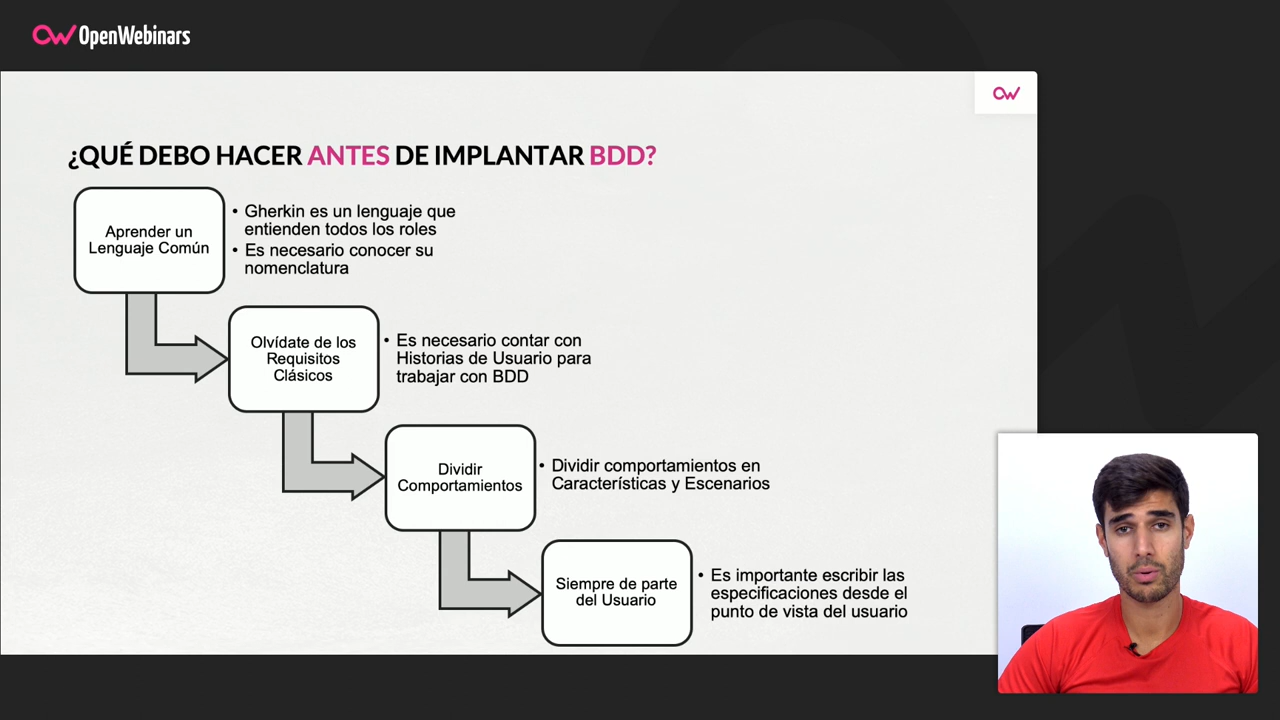 OpenWebinars
¿QUÉ DEBO HACER ANTES DE IMPLANTAR BDD?
Aprender un
Lenguaje Común
• Gherkin es un lenguaje que
entienden todos los roles
• Es necesario conocer su
nomenclatura
Olvídate de los
Requisitos
Clásicos
• Es necesario contar con
Historias de Usuario para
trabajar con BDD
Dividir
Comportamientos
• Dividir comportamientos en
Características y Escenarios
Siempre de parte
del Usuario
• Es importante escribir las
especificaciones desde el
punto de vista del usuario